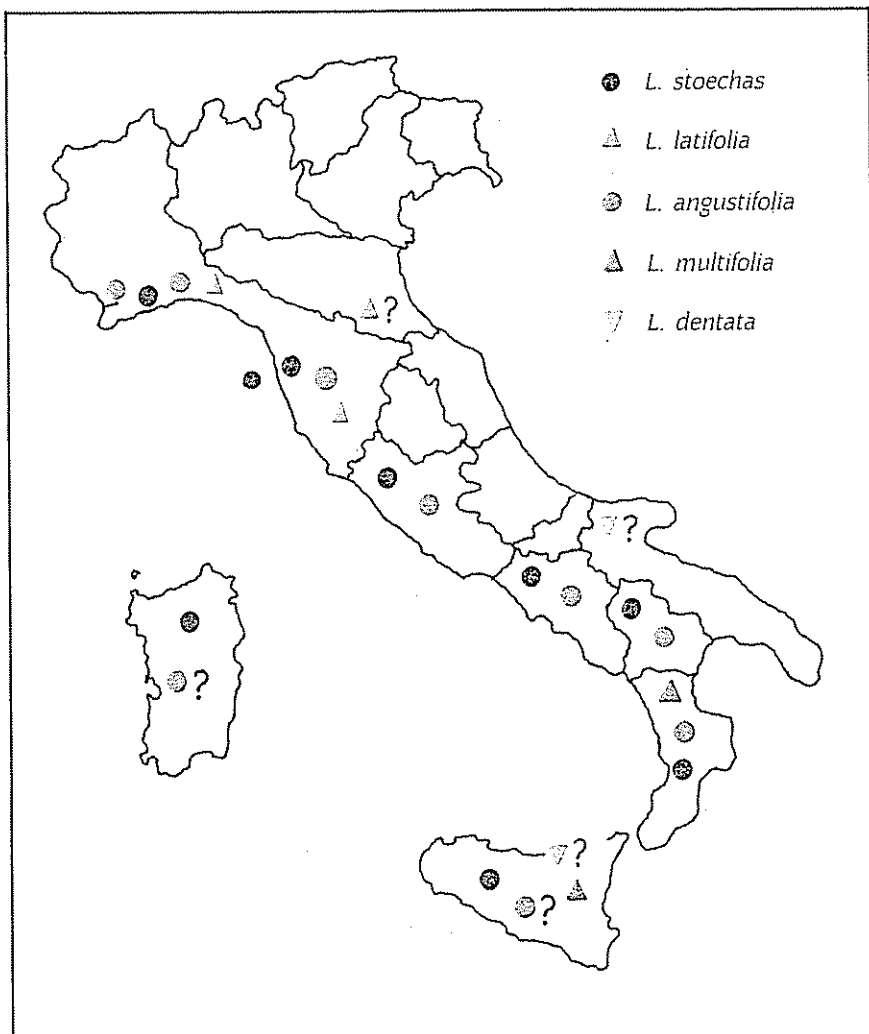 L. stoechas
L. latifolia
L. angustifolia
L. multifolia
L. dentata
?
?
?
?
?